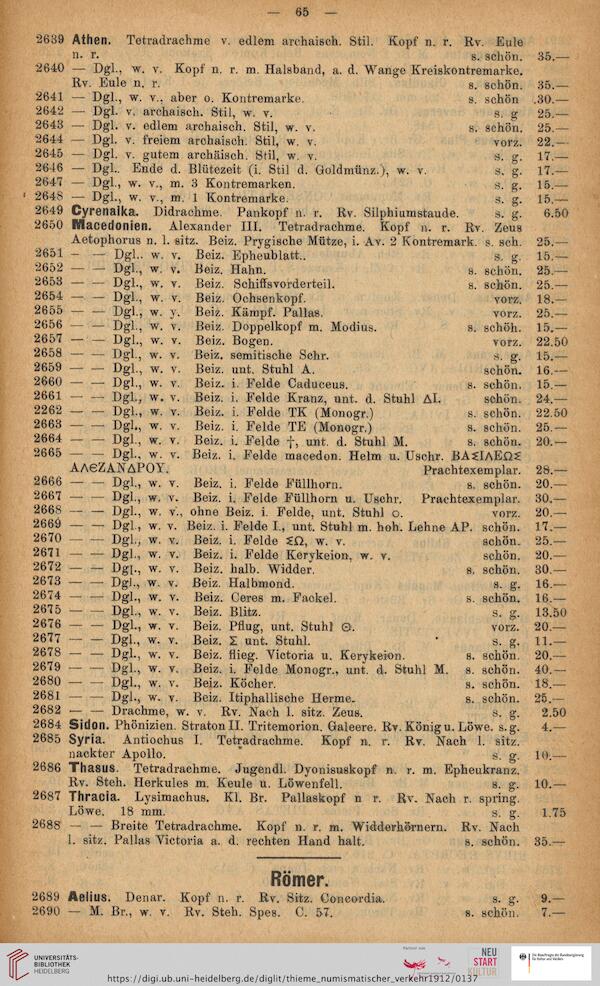 — 65 —
2639 Athen. Tetradrachme v. edlem archaisch. Stil. Kopf n. r. Rv. Eule
n. r. s. schön. 35.—
2640 — Dgl., w. v. Kopf n. r. m. Halsband, a. d. Wange Kreiskontremarke.
Rv. Eule n. r. s. schön. 35.—
2641 — Dgl., w. v., aber o. Kontremarke. s. schön .30.—
2642 — Dgl. v. archaisch. Stil, w. v. s. g 25.—
2643 — Dgl. v. edlem archaisch. Stil, w. v. s. schön. 25.—
2644 — Dgl. v. freiem archaisch. Stil, w. v. vorz. 22.—
2645 — Dgl. v. gutem archäisch. Stil, w. v. s. g. 17.—
2646 — Dgl.. Ende d. Blütezeit (i. Stil d. Goldmünz.), w. v. s. g. 17.—
2647 — Dgl., w. v., m. 3 Kontremarken. s. g. 15.—
2648 — Dgl., w. v., m. 1 Kontremarke. s. g. 15.—
2649 Cyrenaika. Didrachme. Pankopf n. r. Rv. Silphiumstaude. s. g. 6.50
2650 Macedonien. Alexander III. Tetradrachme. Kopf n. r. Rv. Zeus
Aetophorus n. l. sitz. Beiz. Prygische Mütze, i. Av. 2 Kontremark. s. sch. 25.—
2651 — — Dgl.. w. v. Beiz. Epheublatt.. s. g. 15.—
2652 — — Dgl., w. v. Beiz. Hahn. s. schön. 25.—
2653 — — Dgl., w. v. Beiz. Schiffsvorderteil. s. schön. 25.—
2654 — — Dgl., w. v. Beiz. Ochsenkopf. vorz. 18.—
2655 — — Dgl., w. y. Beiz. Kämpf. Pallas. vorz. 25.—
2656 — — Dgl., w. v. Beiz. Doppelkopf m. Modius. s. schöh. 15.—
2657 — — Dgl., w. v. Beiz. Bogen. vorz. 22.50
2658 — — Dgl., w. v. Beiz. semitische Schr. s. g. 15.—
2659 — — Dgl., w. v. Beiz. unt. Stuhl A. schön. 16.—
2660 — — Dgl., w. v. Beiz. i. Felde Caduceus. s. schön. 15.—
2661 — — Dgl., w. v. Beiz. i. Felde Kranz, unt. d. Stuhl ΔI. schön. 24.—
2262 — — Dgl., w. v. Beiz. i. Felde TK (Monogr.) s. schön. 22.50
2663 — — Dgl., w. v. Beiz. i. Felde TE (Monogr.) s. schön. 25.—
2664 — — Dgl., w. v. Beiz. i. Felde †, unt. d. Stuhl M. s. schön. 20.—
2665 — — Dgl., w. v. Beiz. i. Felde macedon. Helm u. Uschr. BAΣIΛEΩΣ
AΛЄZANΔPOY. Prachtexemplar. 28.—
2666 — — Dgl., w. v. Beiz. i. Felde Füllhorn. s. schön. 20.—
2667 — — Dgl., w. v. Beiz. i. Felde Füllhorn u. Uschr. Prachtexemplar. 30.—
2668 — — Dgl., w. v., ohne Beiz. i. Felde, unt. Stuhl o. vorz. 20.—
2669 — — Dgl., w. v. Beiz. i. Felde I., unt. Stuhl m. hoh. Lehne AP. schön. 17.—
2670 — — Dgl., w. v. Beiz. i. Felde ΣΩ, w. v. schön. 25.—
2671 — — Dgl., w. v. Beiz. i. Felde Kerykeion, w. v. schön. 20.—
2672 — — Dgl., w. v. Beiz. halb. Widder. s. schön. 30.—
2673 — — Dgl., w. v. Beiz. Halbmond. s. g. 16.—
2674 — — Dgl., w. v. Beiz. Ceres m. Fackel. s. schön. 16.—
2675 — — Dgl., w. v. Beiz. Blitz. s. g. 13.50
2676 — — Dgl., w. v. Beiz. Pflug, unt. Stuhl ⊙. vorz. 20.—
2677 — — Dgl., w. v. Beiz. Σ unt. Stuhl. s. g. 11.—
2678 — — Dgl., w. v. Beiz. flieg. Victoria u. Kerykeion. s. schön. 20.—
2679 — — Dgl., w. v. Beiz. i. Felde Monogr., unt. d. Stuhl M. s. schön. 40.—
2680 — — Dgl., w. v. Beiz. Köcher. s. schön. 18.—
2681 — — Dgl., w. v. Beiz. Itiphallische Herme. s. schön. 25.—
2682 — — Drachme, w. v. Rv. Nach l. sitz. Zeus. s. g. 2.50
2684 Sidon. Phönizien. Straton II. Tritemorion. Galeere. Rv. König u. Löwe. s. g. 4.—
2685 Syria. Antiochus I. Tetradrachme. Kopf n. r. Rv. Nach l. sitz.
nackter Apollo. s. g. 10.—
2686 Thasus. Tetradrachme. Jugendl. Dyonisuskopf n. r. m. Epheukranz.
Rv. Steh. Herkules m. Keule u. Löwenfell. s. g. 10.—
2687 Thracia. Lysimachus. Kl. Br. Pallaskopf n r. Rv. Nach r. spring.
Löwe. 18 mm. s. g. 1.75
2688 — — Breite Tetradrachme. Kopf n. r. m. Widderhörnern. Rv. Nach
l. sitz. Pallas Victoria a. d. rechten Hand halt. s. schön. 35.—
Römer.
2689 Aelius. Denar. Kopf n. r. Rv. Sitz. Concordia. s. g. 9.—
2690 — M. Br., w. v. Rv. Steh. Spes. C. 57. s. schön. 7.—
UNIVERSITÄTS-
BIBLIOTHEK
HEIDELBERG
https://digi.ub.uni-heidelberg.de/diglit/thieme_numismatischer_verkehr1912/0137
NEU
START
KULTUR